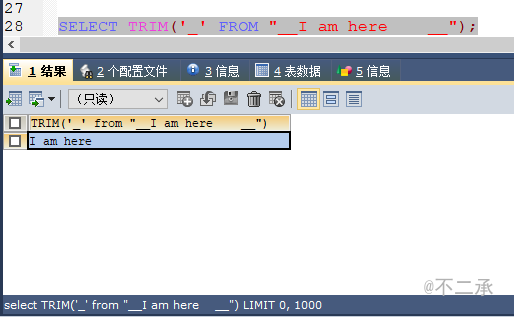 27
28 SELECT TRIM('_' FROM "__I am here    __");
1 结果 2 个配置文件 3 信息 4 表数据 5 信息
（只读）
TRIM('_' from "__I am here    __")
I am here
@不二承
select TRIM('_' from "__I am here    __") LIMIT 0, 1000